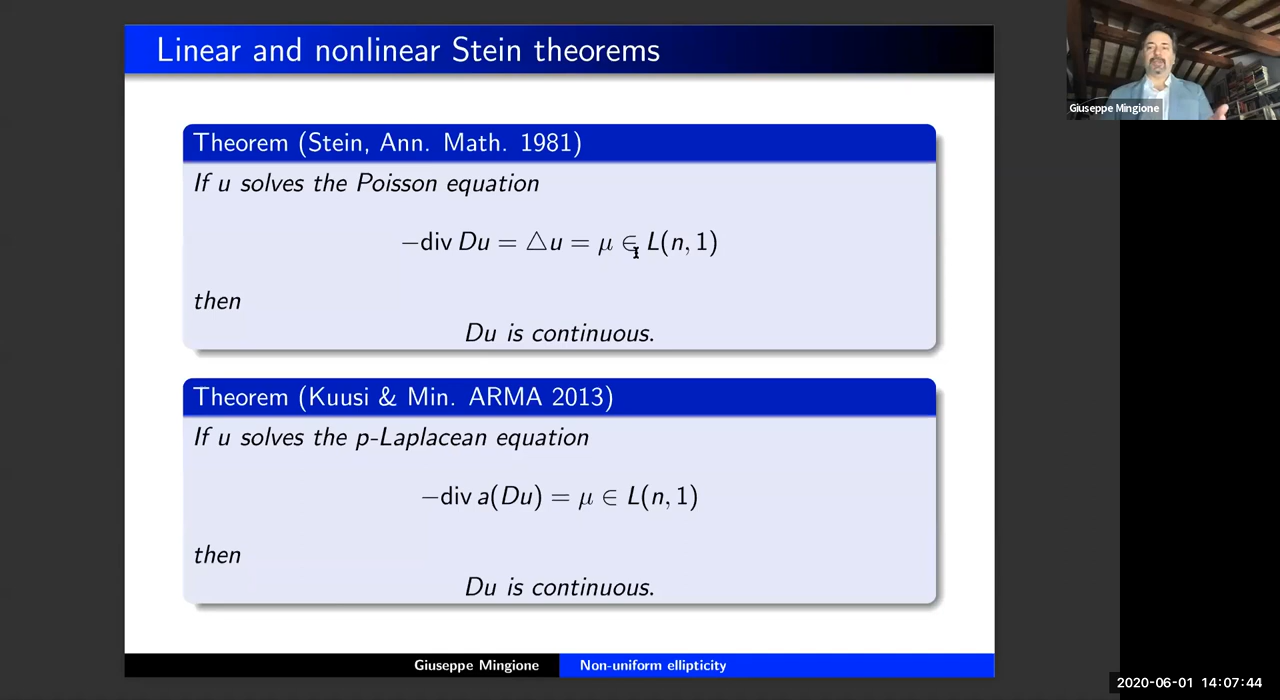 Linear and nonlinear Stein theorems
Giuseppe Mingione
Theorem (Stein, Ann. Math. 1981)
If u solves the Poisson equation
−div Du = △u = μ ∈ L(n, 1)
then
Du is continuous.
Theorem (Kuusi & Min. ARMA 2013)
If u solves the p-Laplacean equation
−div a(Du) = μ ∈ L(n, 1)
then
Du is continuous.
Giuseppe Mingione
Non-uniform ellipticity
2020-06-01 14:07:44